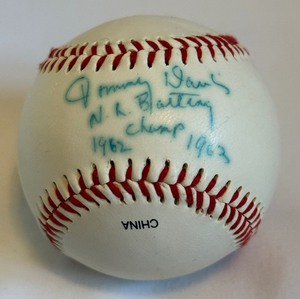 Tommy Davis
N.L. Batting
Champ
1962 1963
CHINA